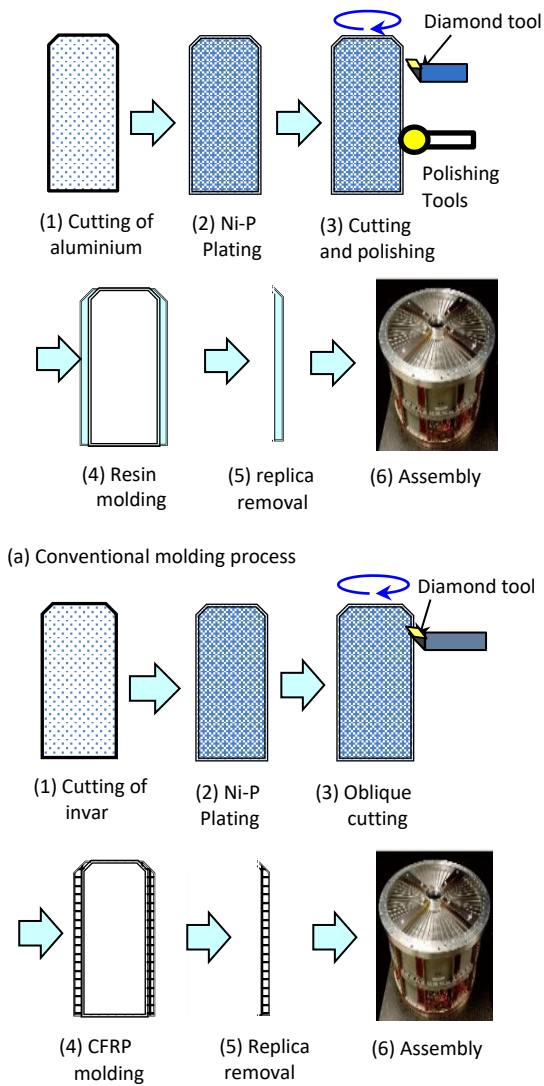 Diamond tool
Polishing
Tools
(1) Cutting of
aluminium
(2) Ni-P
Plating
(3) Cutting
and polishing
(4) Resin
molding
(5) replica
removal
(6) Assembly
(a) Conventional molding process
Diamond tool
(1) Cutting of
invar
(2) Ni-P
Plating
(3) Oblique
cutting
(4) CFRP
molding
(5) Replica
removal
(6) Assembly